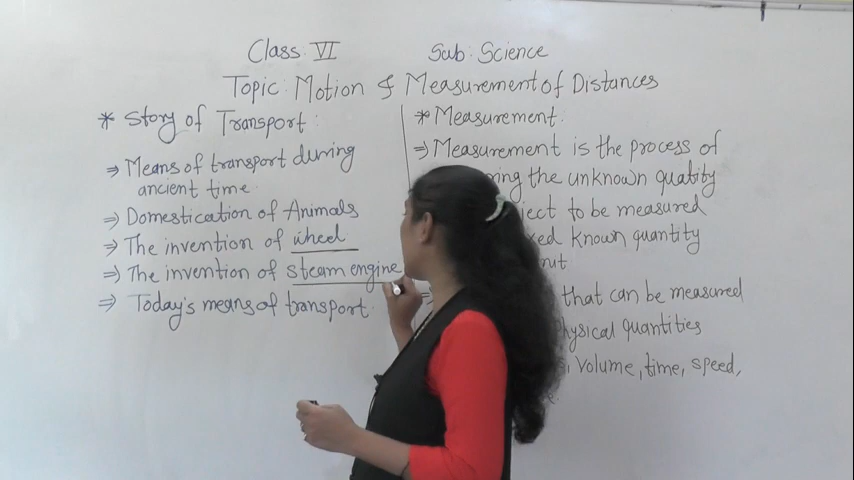 Class: VI Sub: Science
Topic: Motion & Measurement of Distances
* Story of Transport:
⇒ Means of transport during
ancient time.
⇒ Domestication of Animals
⇒ The invention of wheel
⇒ The invention of steam engine
⇒ Today's means of transport.
* Measurement.
⇒ Measurement is the process of
the unknown quatity
to be measured
known quantity
that can be measured
physical quantities
, volume, time, speed,